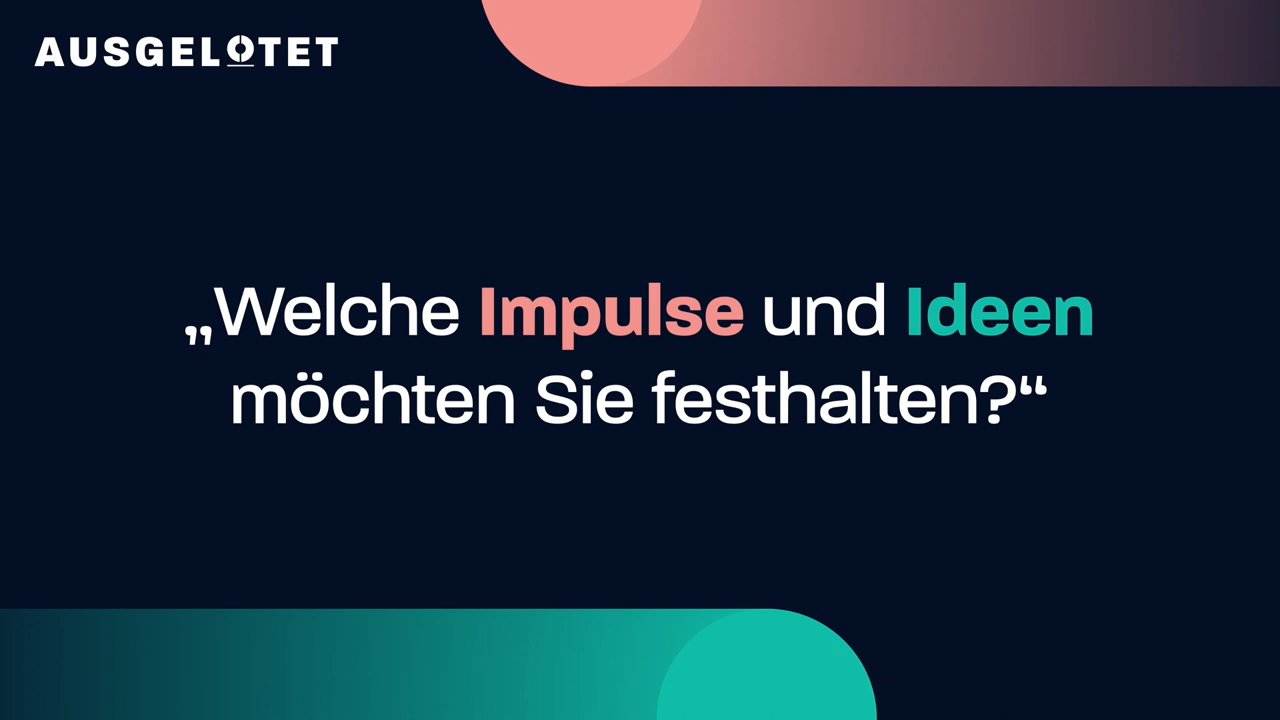 AUSGELOTET
„Welche Impulse und Ideen
möchten Sie festhalten?“